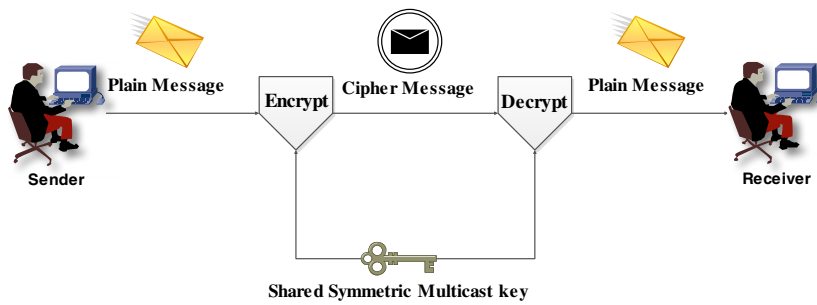 Plain Message
Cipher Message
Plain Message
Encrypt
Decrypt
Sender
Receiver
Shared Symmetric Multicast key